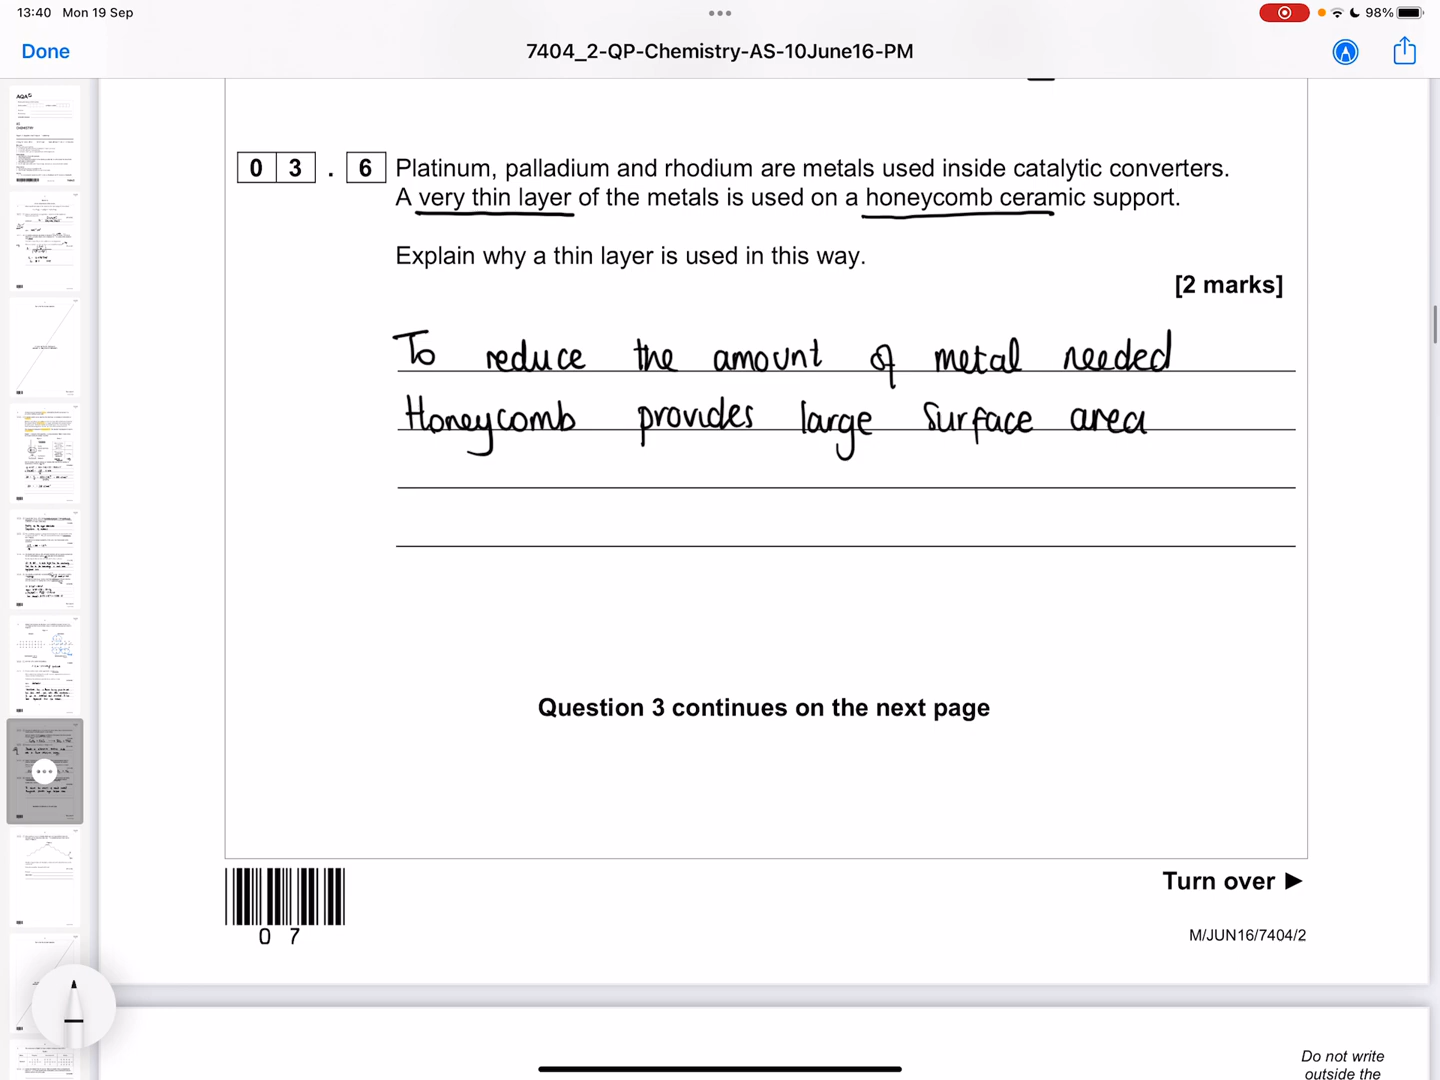 13:40 Mon 19 Sep
98%
Done
7404_2-QP-Chemistry-AS-10June16-PM
0 3 . 6 Platinum, palladium and rhodium are metals used inside catalytic converters.
A very thin layer of the metals is used on a honeycomb ceramic support.
Explain why a thin layer is used in this way.
[2 marks]
To reduce the amount of metal needed
Honeycomb provides large surface area
Question 3 continues on the next page
Turn over ▶
0 7
M/JUN16/7404/2
Do not write
outside the